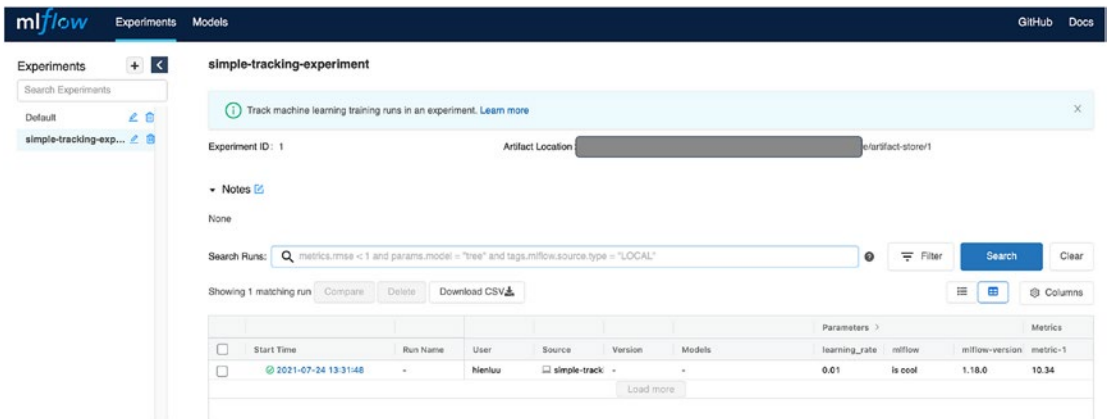 mlflow Experiments Models GitHub Docs
Experiments + <
Search Experiments
Default
simple-tracking-exp...
simple-tracking-experiment
Track machine learning training runs in an experiment. Learn more
Experiment ID: 1 Artifact Location: e/artifact-store/1
Notes
None
Search Runs: metrics.rmse < 1 and params.model = "tree" and tags.mlflow.source.type = "LOCAL" Filter Search Clear
Showing 1 matching run Compare Delete Download CSV Columns
Parameters > Metrics
Start Time Run Name User Source Version Models learning_rate mlflow mlflow-version metric-1
2021-07-24 13:31:48 - hienluu simple-track - - 0.01 is cool 1.18.0 10.34
Load more